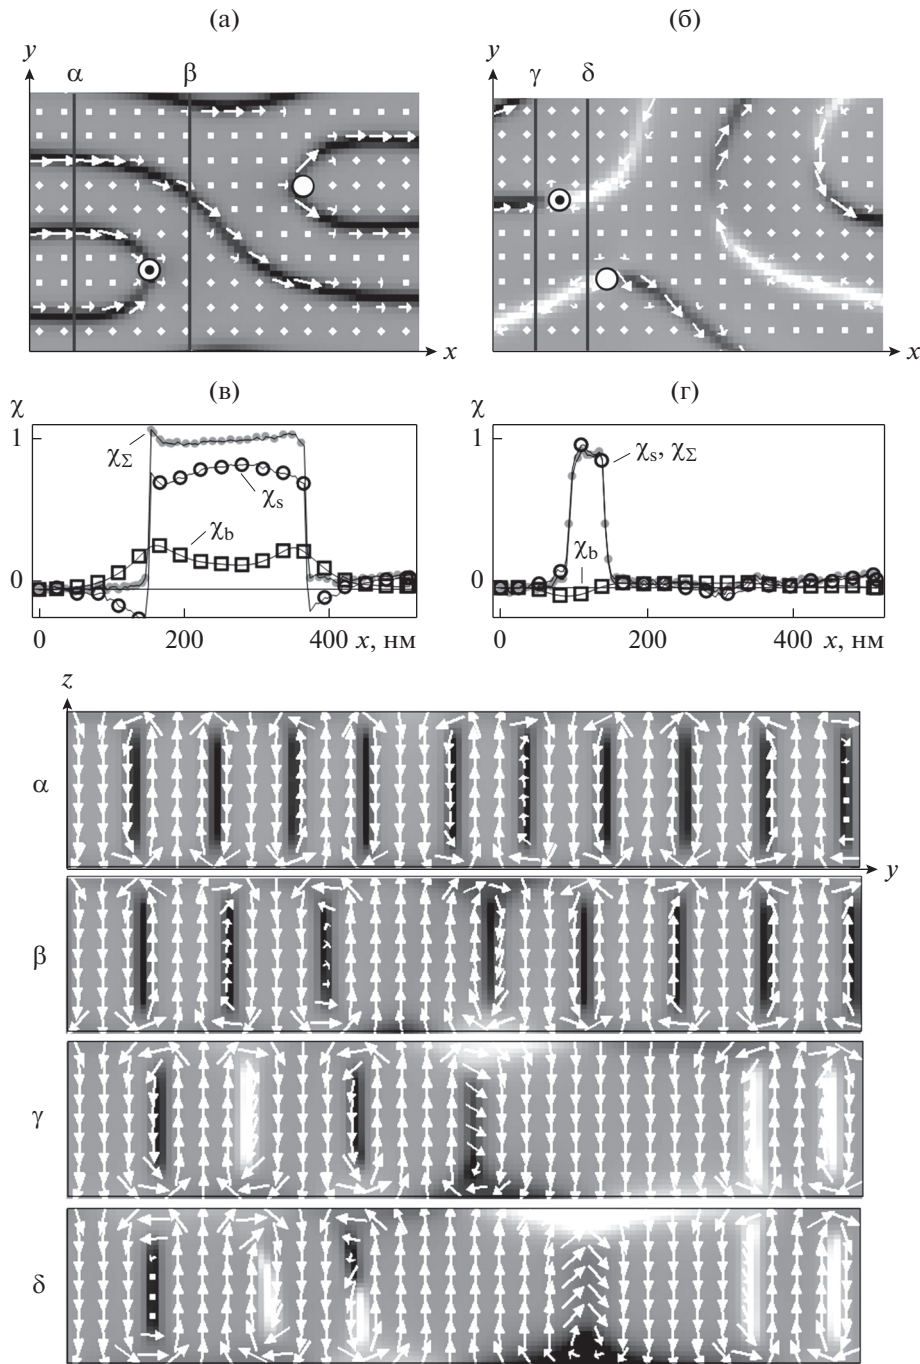 (а) (б)
y α β y γ δ
x x
(в) (г)
χ χ
1 1
χΣ χs χs, χΣ
χb χb
0 0
0 200 400 x, нм 0 200 400 x, нм
z
α
y
β
γ
δ